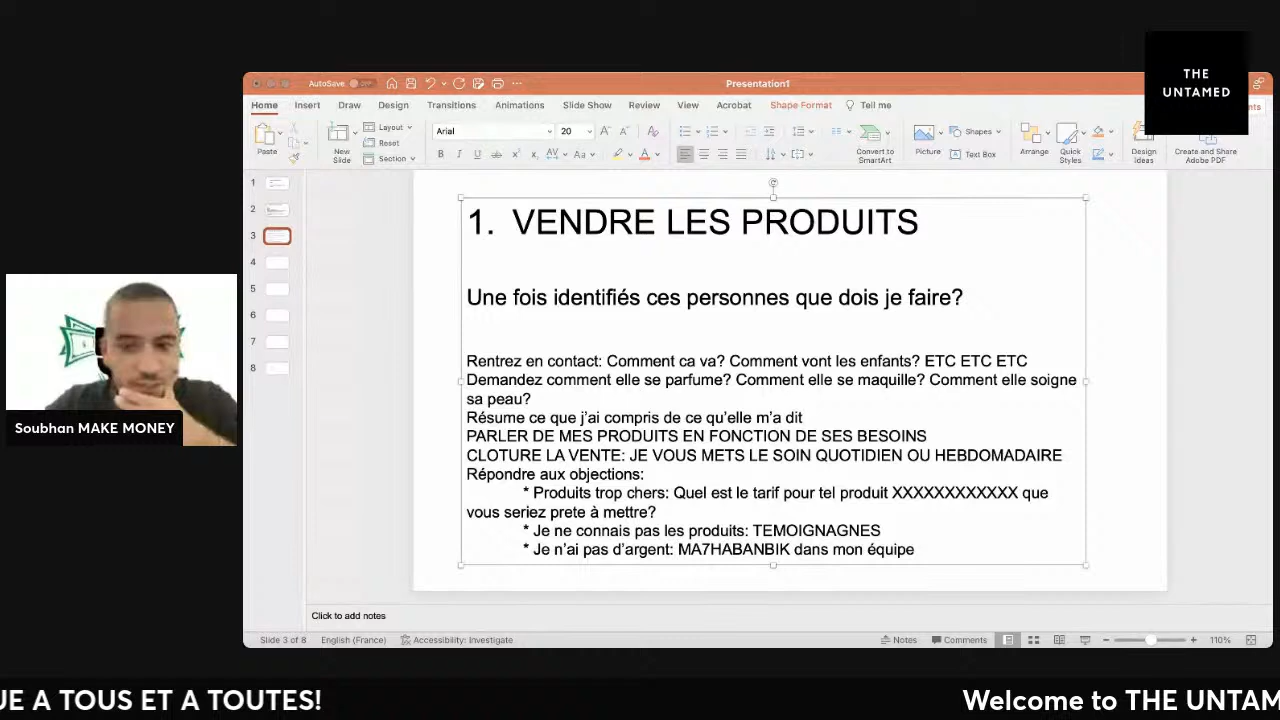 THE
UNTAMED
AutoSave
Presentation1
Home Insert Draw Design Transitions Animations Slide Show Review View Acrobat Shape Format Tell me
Paste
New
Slide
Layout
Reset
Section
Arial 20
Convert to
SmartArt
Picture
Shapes
Text Box
Arrange
Quick
Styles
Design
Ideas
Create and Share
Adobe PDF
1
2
3
4
5
6
7
8
1. VENDRE LES PRODUITS
Une fois identifiés ces personnes que dois je faire?
Rentrez en contact: Comment ca va? Comment vont les enfants? ETC ETC ETC
Demandez comment elle se parfume? Comment elle se maquille? Comment elle soigne
sa peau?
Résume ce que j'ai compris de ce qu'elle m'a dit
PARLER DE MES PRODUITS EN FONCTION DE SES BESOINS
CLOTURE LA VENTE: JE VOUS METS LE SOIN QUOTIDIEN OU HEBDOMADAIRE
Répondre aux objections:
* Produits trop chers: Quel est le tarif pour tel produit XXXXXXXXXXXX que
vous seriez prete à mettre?
* Je ne connais pas les produits: TEMOIGNAGNES
* Je n'ai pas d'argent: MA7HABANBIK dans mon équipe
Soubhan MAKE MONEY
Click to add notes
Slide 3 of 8 English (France) Accessibility: Investigate Notes Comments 110%
UE A TOUS ET A TOUTES! Welcome to THE UNTAM